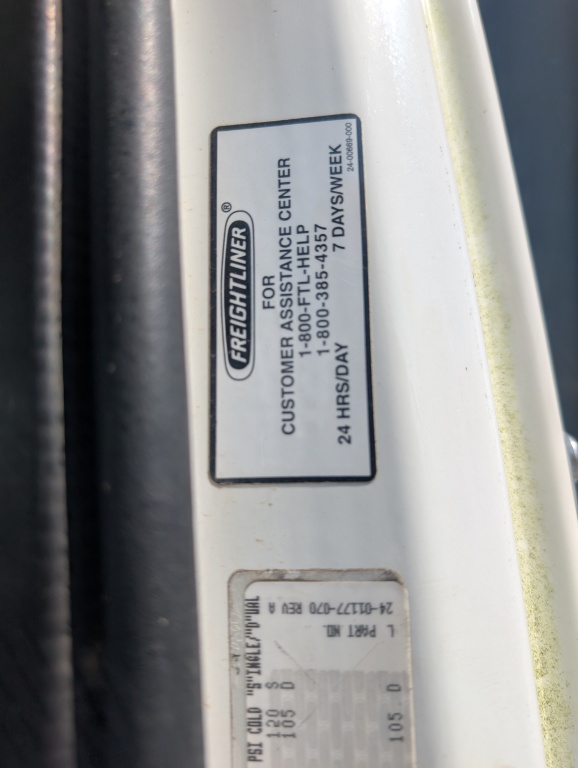 FREIGHTLINER®
FOR
CUSTOMER ASSISTANCE CENTER
1-800-FTL-HELP
1-800-385-4357
24 HRS/DAY 7 DAYS/WEEK
24-00669-000
PSI COLD "S"INGLE/"D"UAL
120 S
105 D
105 D
L PART NO.
24-01177-070 REV A